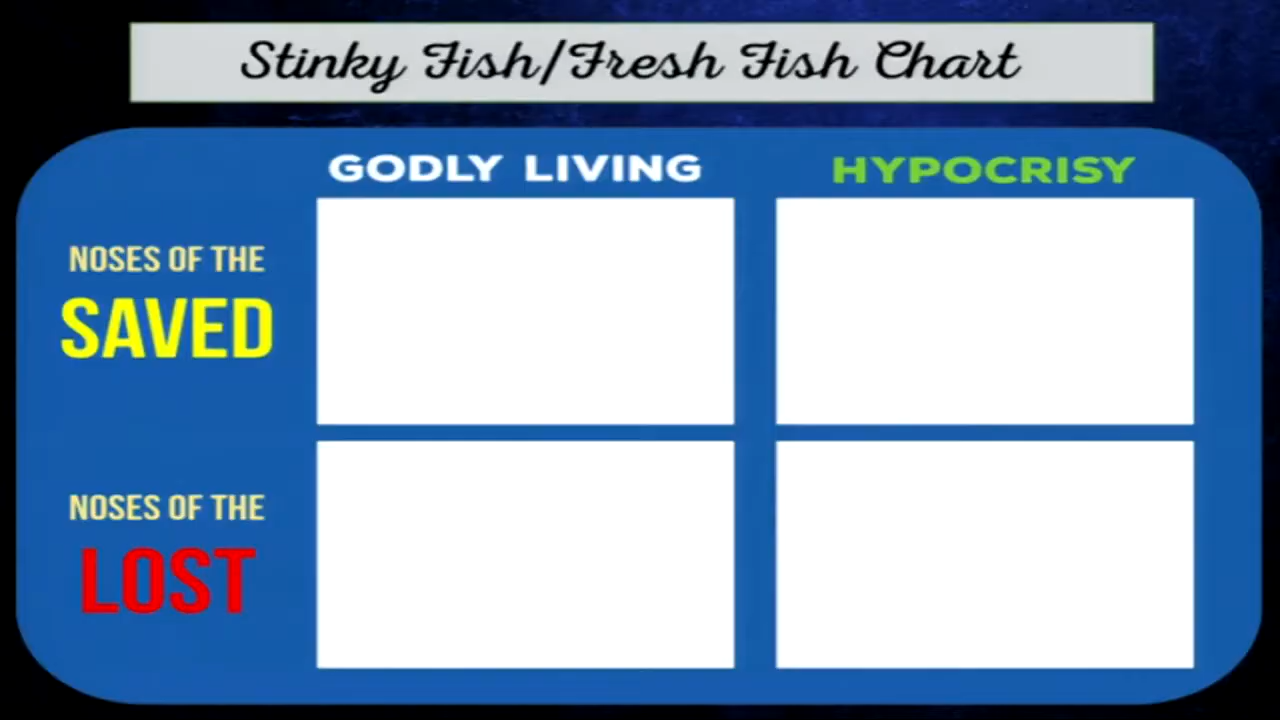 Stinky Fish/Fresh Fish Chart
GODLY LIVING
HYPOCRISY
NOSES OF THE
SAVED
NOSES OF THE
LOST